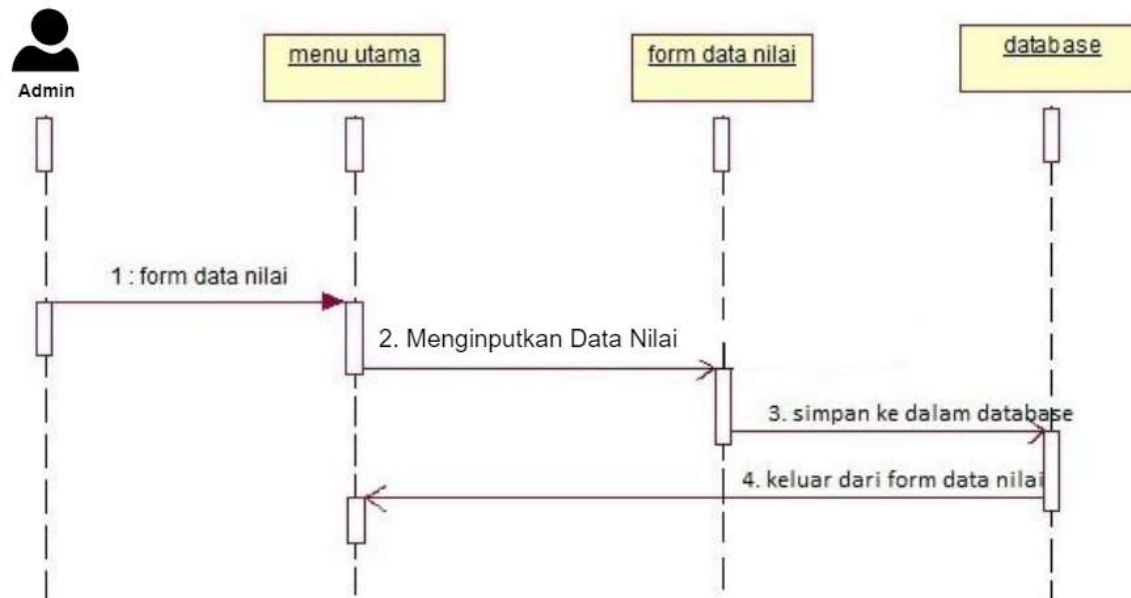 Admin
menu utama
form data nilai
database
1 : form data nilai
2. Menginputkan Data Nilai
3. simpan ke dalam database
4. keluar dari form data nilai